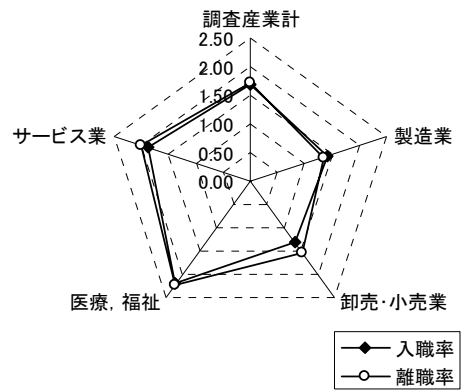 調査産業計
2.50
2.00
1.50
1.00
0.50
0.00
サービス業
製造業
医療, 福祉
卸売・小売業
入職率
離職率